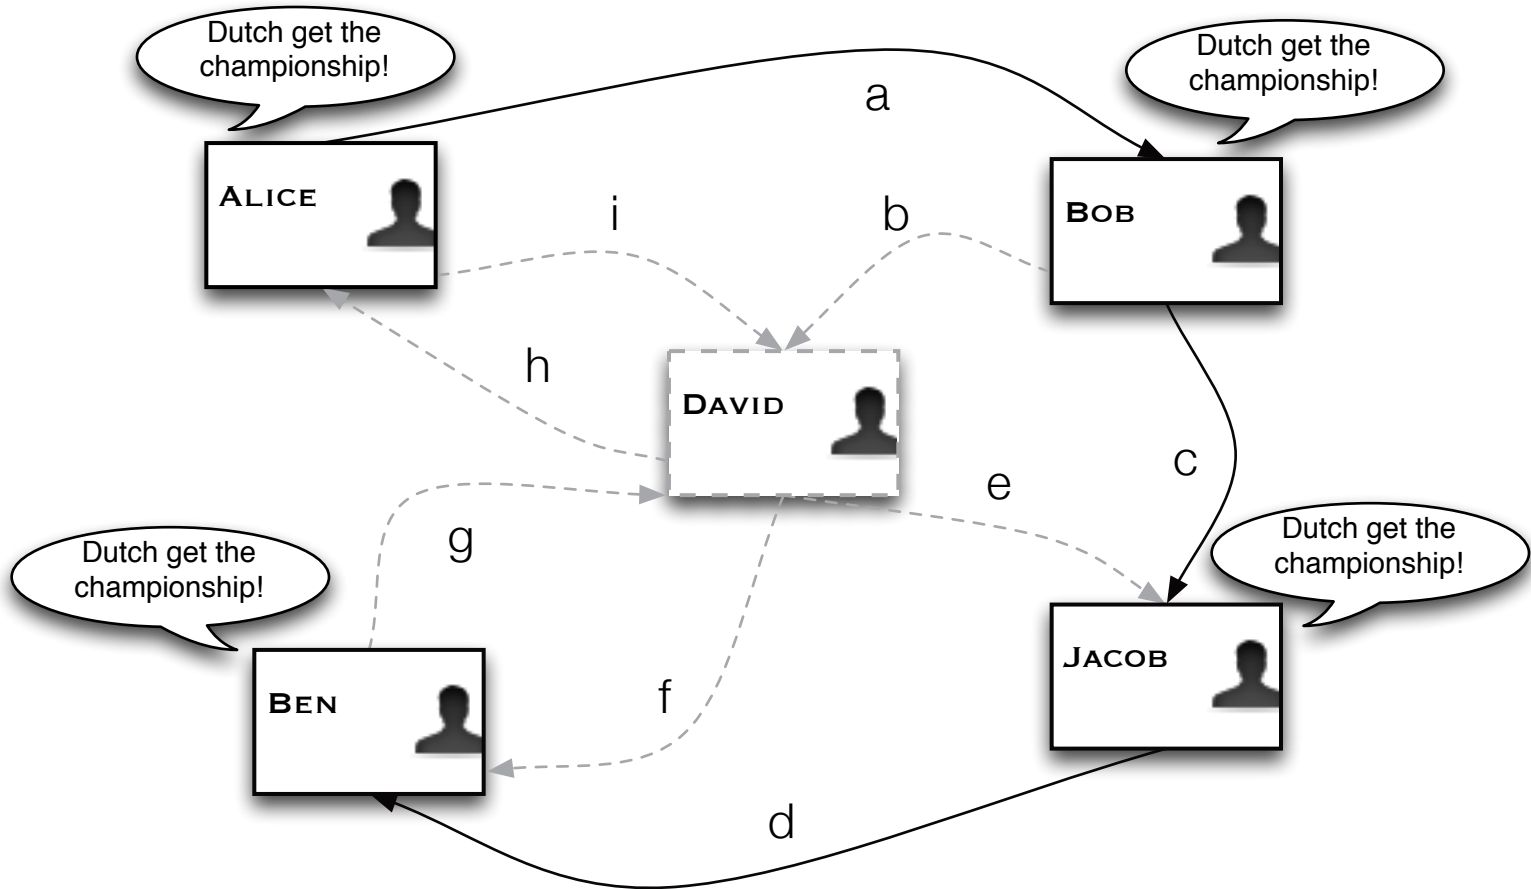 Dutch get the
championship!
Dutch get the
championship!
a
ALICE
i
b
BOB
h
DAVID
c
e
g
Dutch get the
championship!
Dutch get the
championship!
JACOB
BEN
f
d